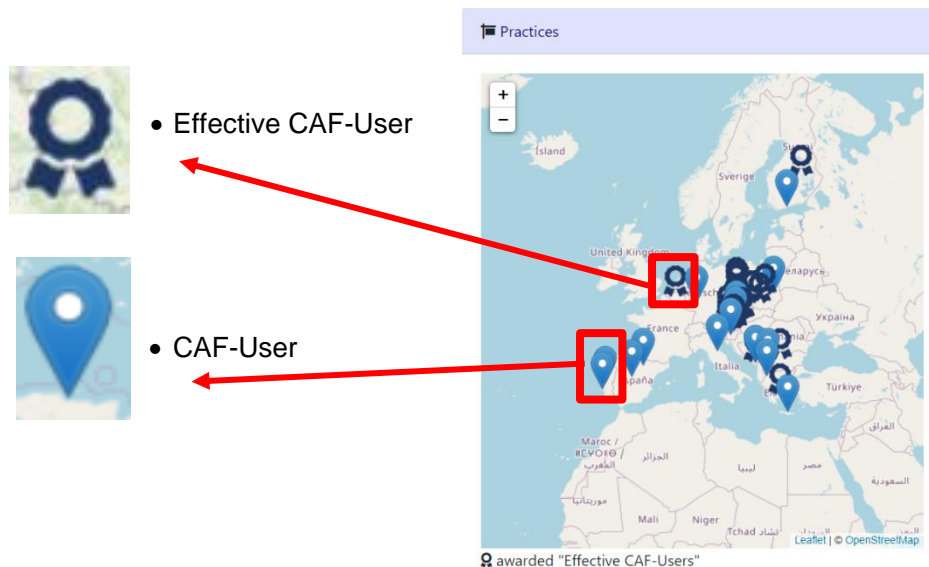 Practices
• Effective CAF-User
• CAF-User
+
−
Ísland
Suomi
Sverige
United Kingdom
Беларусь
Україна
France
Italia
España
Türkiye
العراق
Maroc /
ⵍⵎⵖⵔⵉⴱ /
المغرب
الجزائر
ليبيا
مصر
السعودية
موريتانيا
Mali
Niger
Tchad تشاد
السودان
Leaflet | © OpenStreetMap
awarded "Effective CAF-Users"